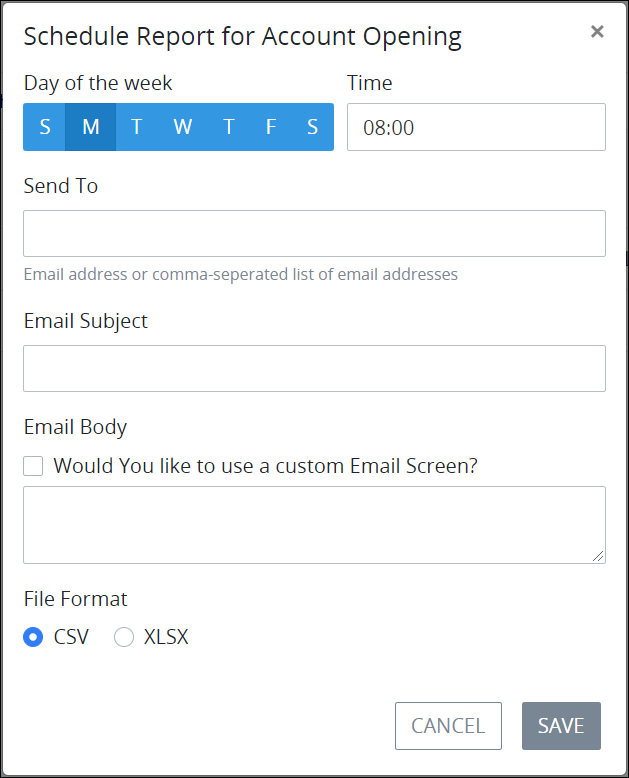 Schedule Report for Account Opening ×
Day of the week Time
S M T W T F S 08:00
Send To
Email address or comma-seperated list of email addresses
Email Subject
Email Body
Would You like to use a custom Email Screen?
File Format
CSV XLSX
CANCEL SAVE